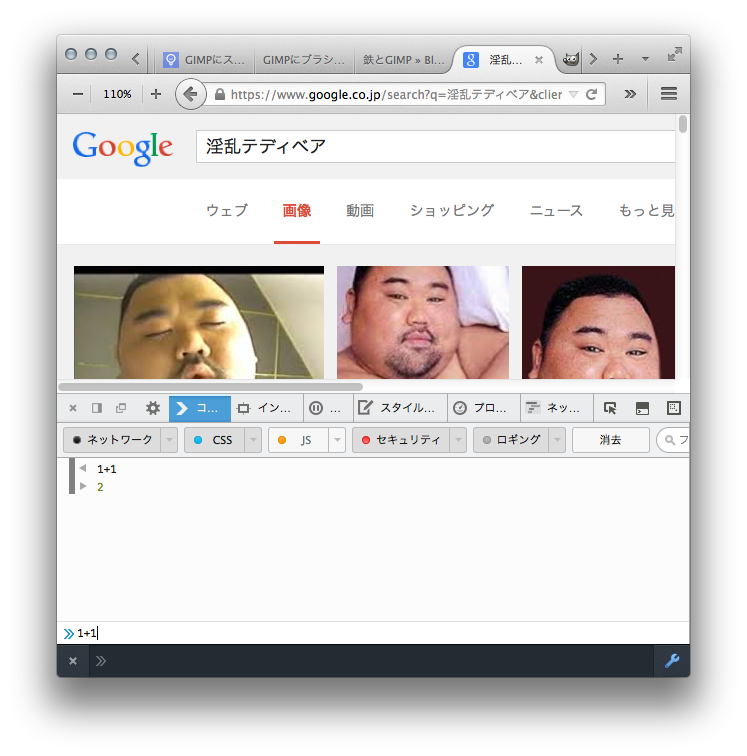 GIMPにス...
GIMPにブラシ...
鉄とGIMP » Bl...
淫乱...
110%
https://www.google.co.jp/search?q=淫乱テディベア&clien
Google
淫乱テディベア
ウェブ
画像
動画
ショッピング
ニュース
もっと見
コ...
イン...
...
スタイル...
プロ...
ネッ...
ネットワーク
CSS
JS
セキュリティ
ロギング
消去
フ
1+1
2
1+1